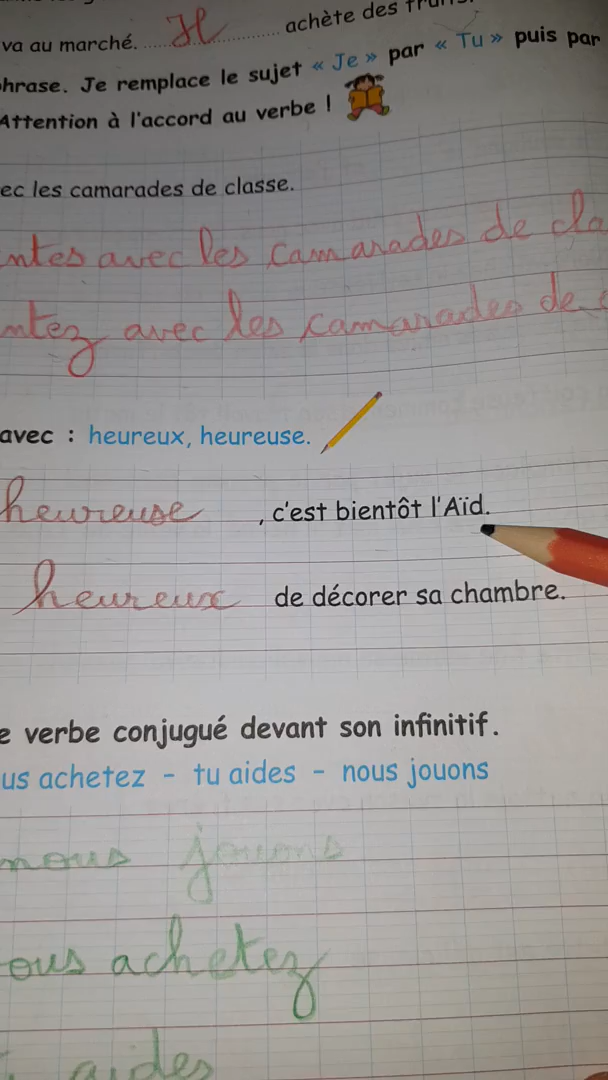 va au marché. Il achète des fruits.
phrase. Je remplace le sujet « Je » par « Tu » puis par
Attention à l'accord au verbe !
ec les camarades de classe.
ntes avec les camarades de cla
ntez avec les camarades de
avec : heureux, heureuse.
heureuse , c'est bientôt l'Aïd.
heureux de décorer sa chambre.
e verbe conjugué devant son infinitif.
us achetez - tu aides - nous jouons
nous jouons
ous achetez
aides